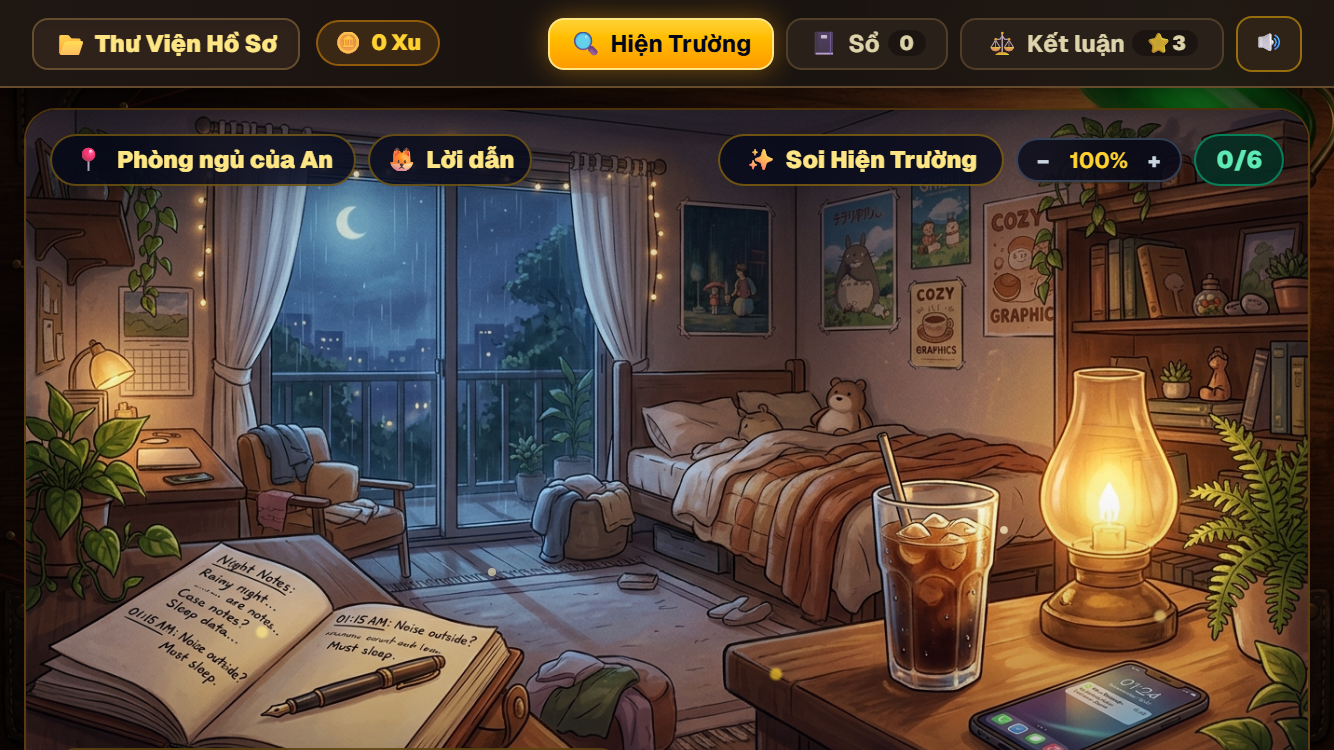 Thư Viện Hồ Sơ
0 Xu
Hiện Trường
Sổ 0
Kết luận 3
Phòng ngủ của An
Lời dẫn
Soi Hiện Trường
− 100% +
0/6
COZY
GRAPHIC
COZY
GRAPHICS
Night Notes:
Rainy night...
are notes..
Case notes?
Sleep data...
01:15 AM: Noise outside?
Must sleep.
01:15 AM: Noise outside?
Must sleep.
01:24